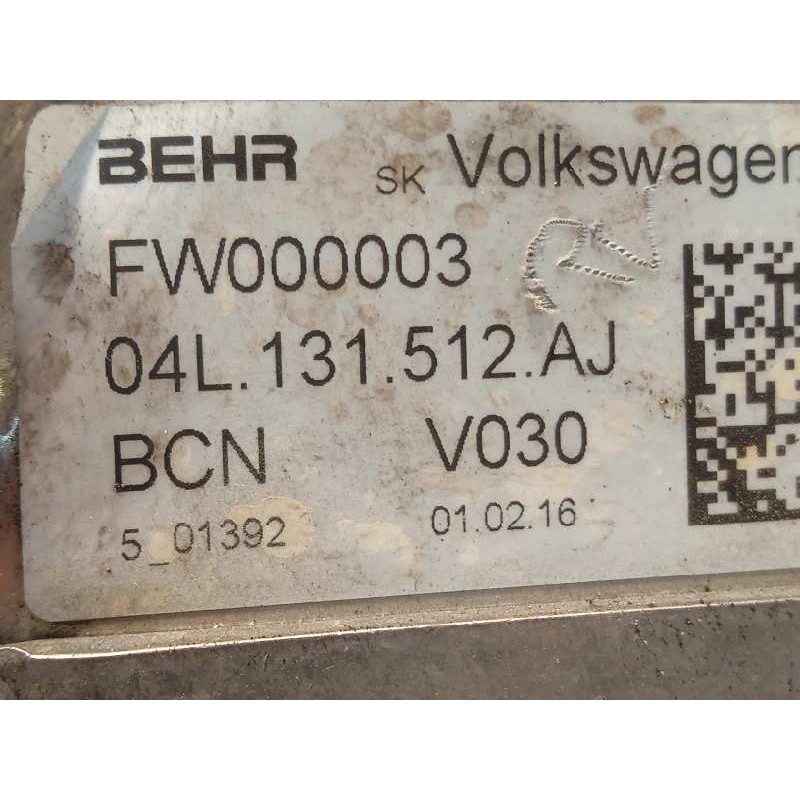 BEHR SK Volkswagen
FW000003
04L.131.512.AJ
BCN V030
5_01392 01.02.16